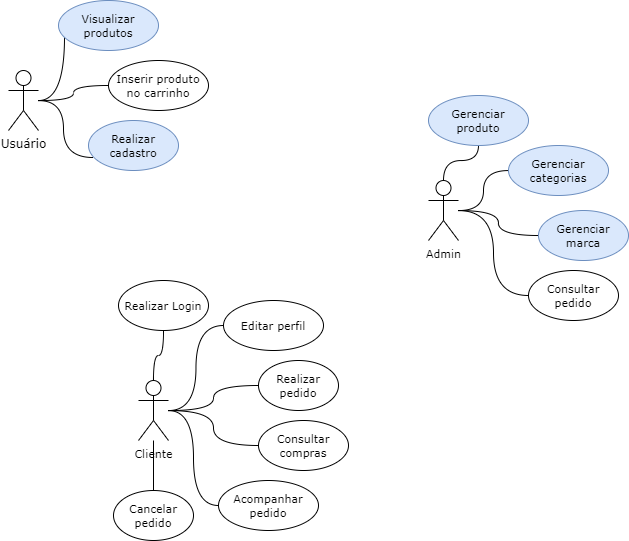 Visualizar
produtos
Inserir produto
no carrinho
Realizar
cadastro
Usuário
Gerenciar
produto
Gerenciar
categorias
Gerenciar
marca
Consultar
pedido
Admin
Realizar Login
Editar perfil
Realizar
pedido
Consultar
compras
Acompanhar
pedido
Cancelar
pedido
Cliente